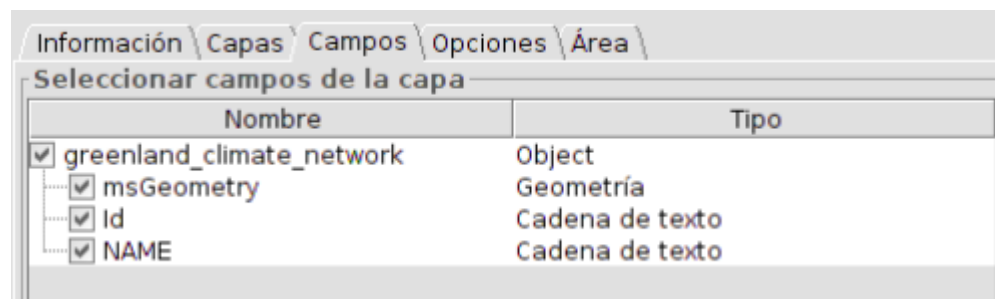 Información Capas Campos Opciones Área
Seleccionar campos de la capa
Nombre Tipo
greenland_climate_network Object
msGeometry Geometría
Id Cadena de texto
NAME Cadena de texto